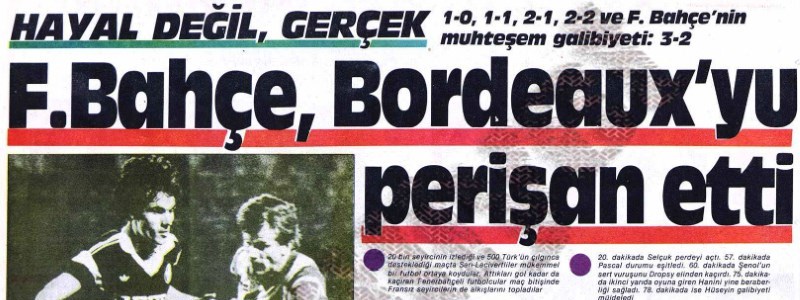 HAYAL DEĞİL, GERÇEK
1-0, 1-1, 2-1, 2-2 ve F. Bahçe'nin
muhteşem galibiyeti: 3-2
F.Bahçe, Bordeaux'yu
perişan etti
20 bin seyircinin izlediği ve 500 Türk'ün çılgınca
desteklediği maçta Sarı-Lacivertliler mükemmel
bir futbol ortaya koydular. Attıkları gol kadar da
kaçıran Fenerbahçeli futbolcular maç bitiminde
Fransız seyircilerin de alkışlarını topladılar
20. dakikada Selçuk perdeyi açtı. 57. dakikada
Pascal durumu eşitledi. 60. dakikada Şenol'un
sert vuruşunu Dropsy elinden kaçırdı. 75. dakika-
da ikinci yarıda oyuna giren Hanini yine berabe-
rliği sağladı. 78. dakikada ise Hüseyin galibiyeti
müjdeledi